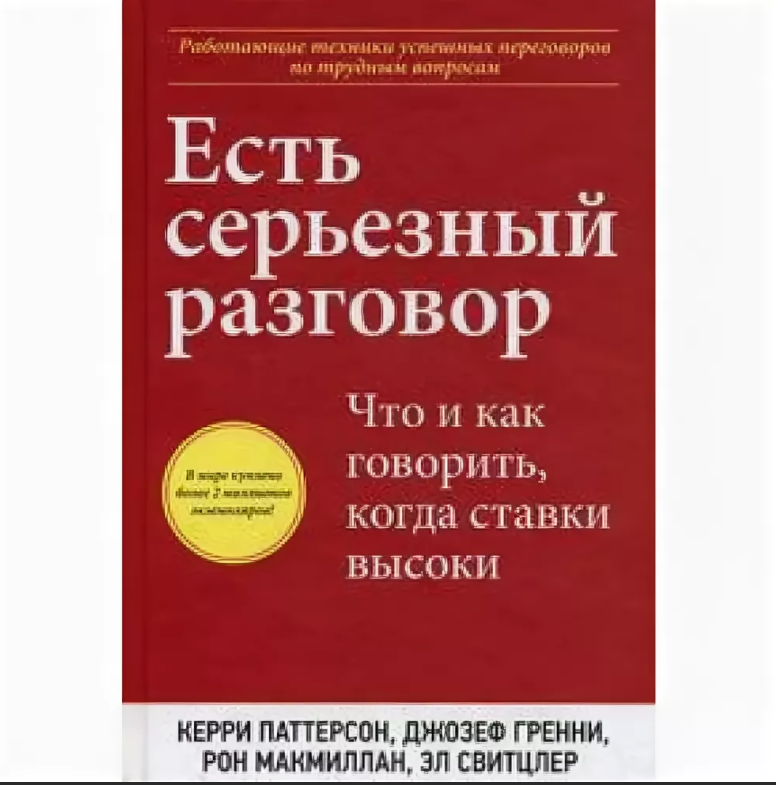 Работающие техники успешных переговоров
по трудным вопросам
Есть
серьезный
разговор
Что и как
говорить,
когда ставки
высоки
В мире куплено
более 2 миллионов
экземпляров!
КЕРРИ ПАТТЕРСОН, ДЖОЗЕФ ГРЕННИ,
РОН МАКМИЛЛАН, ЭЛ СВИТЦЛЕР